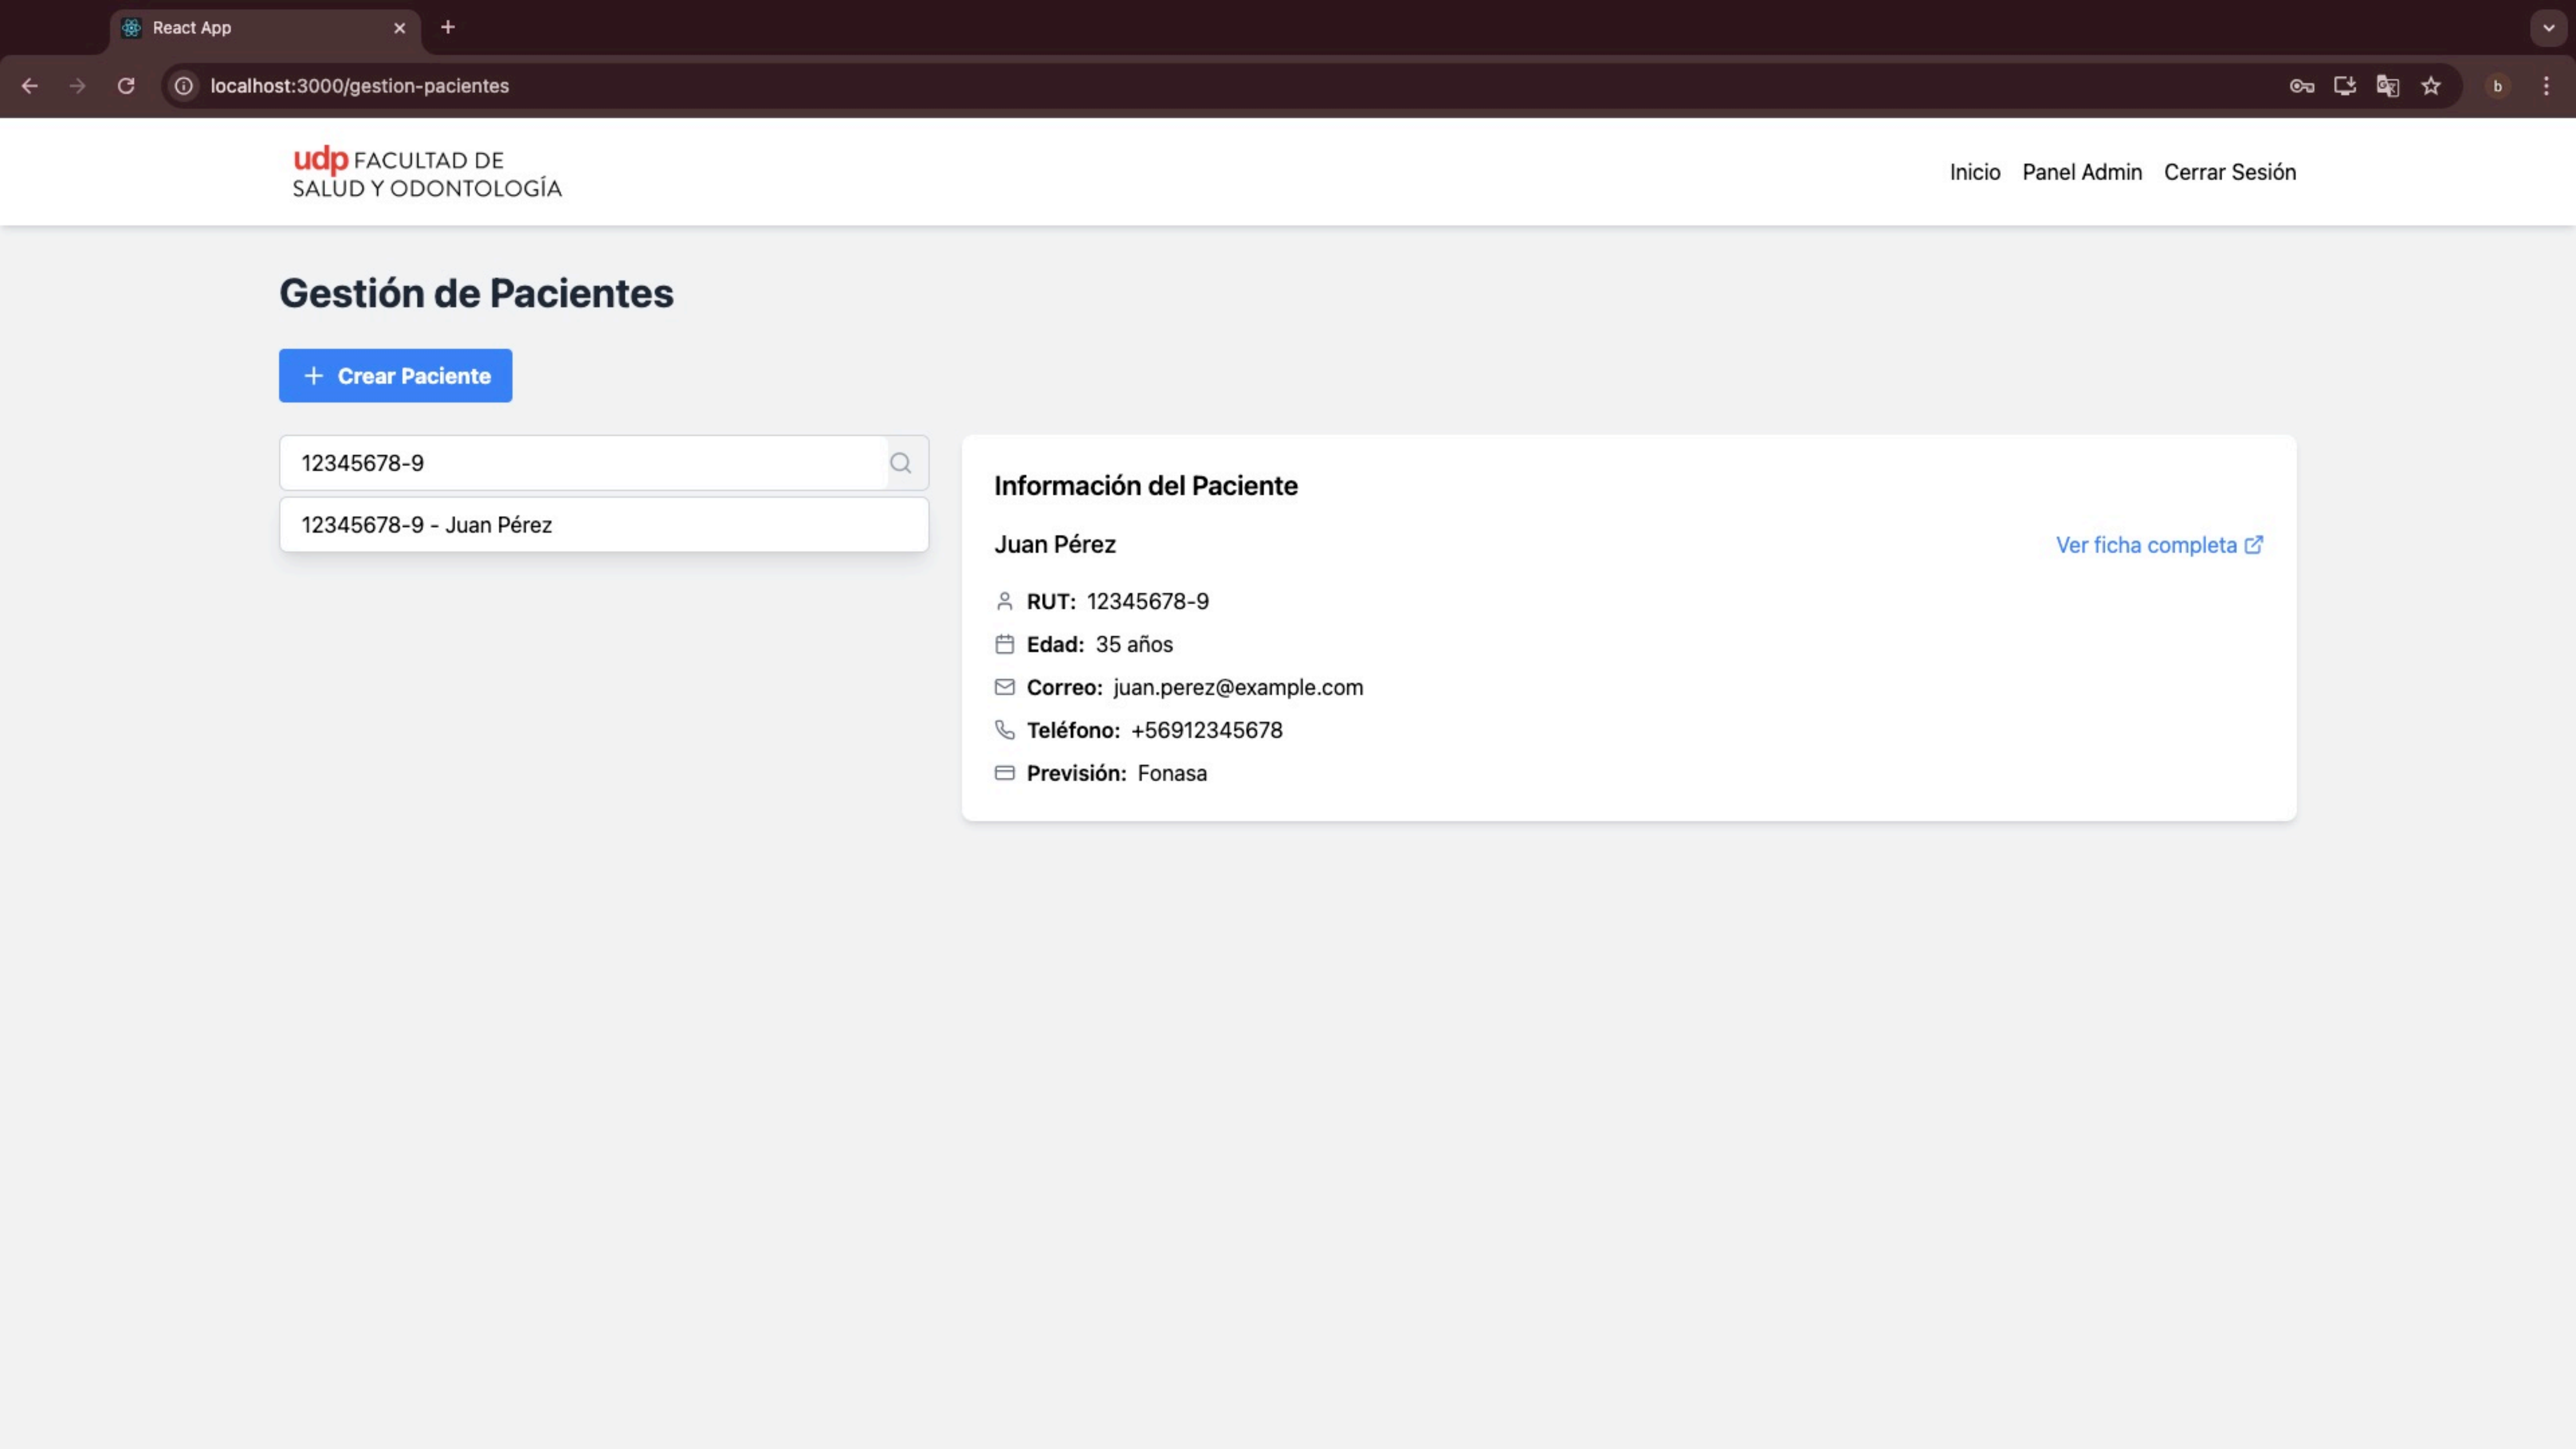 React App
localhost:3000/gestion-pacientes
b
udp FACULTAD DE
SALUD Y ODONTOLOGÍA
Inicio Panel Admin Cerrar Sesión
Gestión de Pacientes
Crear Paciente
12345678-9
12345678-9 - Juan Pérez
Información del Paciente
Juan Pérez
Ver ficha completa
RUT: 12345678-9
Edad: 35 años
Correo: juan.perez@example.com
Teléfono: +56912345678
Previsión: Fonasa